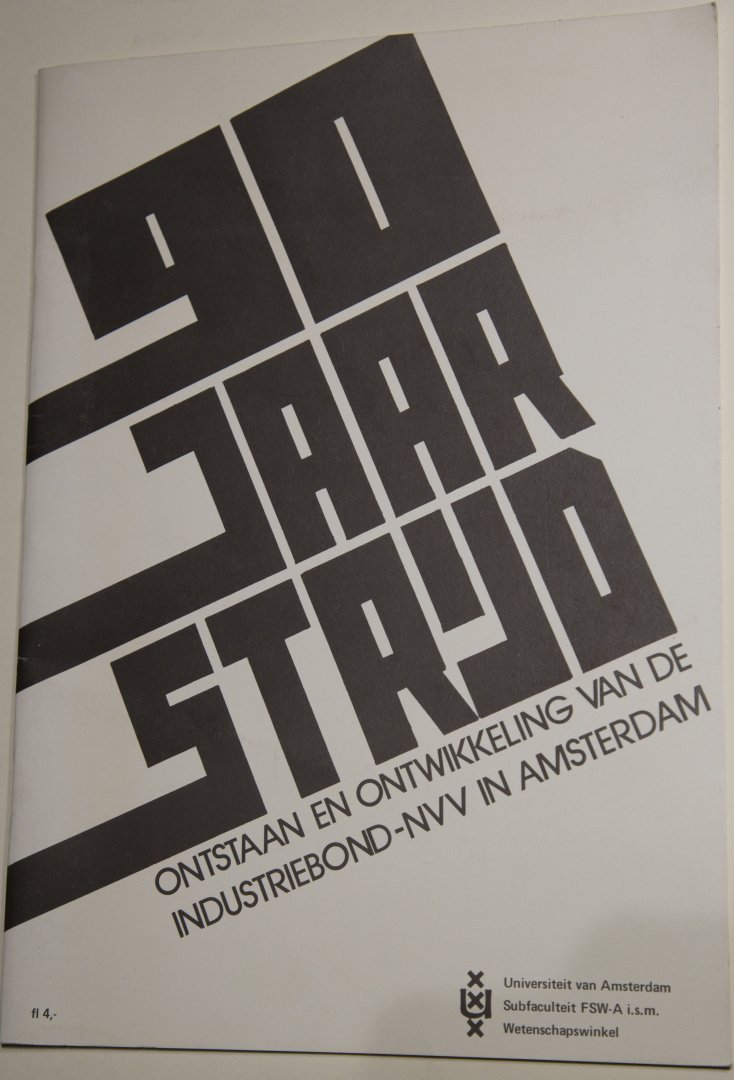 90
JAAR
STRIJD
ONTSTAAN EN ONTWIKKELING VAN DE
INDUSTRIEBOND-NVV IN AMSTERDAM
fl 4,-
Universiteit van Amsterdam
Subfaculteit FSW-A i.s.m.
Wetenschapswinkel